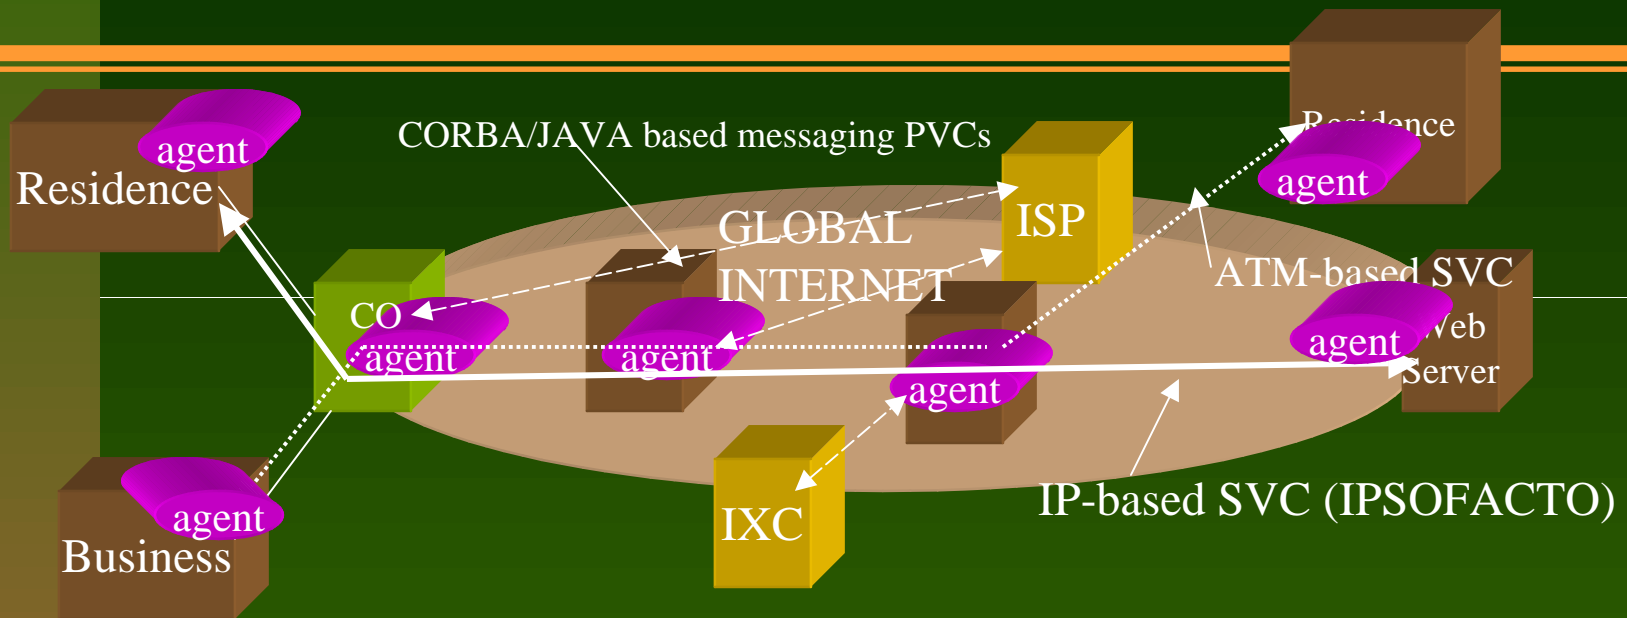 agent
Residence
CORBA/JAVA based messaging PVCs
Residence
agent
ISP
GLOBAL
INTERNET
ATM-based SVC
CO
agent
agent
agent
agent
Web
Server
IP-based SVC (IPSOFACTO)
IXC
agent
Business